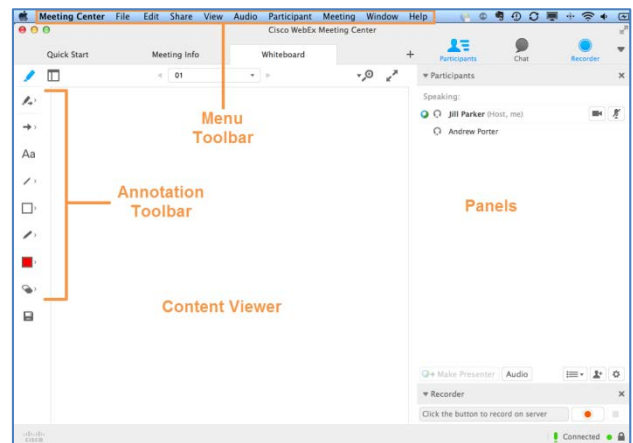 Meeting Center File Edit Share View Audio Participant Meeting Window Help
Cisco WebEx Meeting Center
Quick Start Meeting Info Whiteboard +
Participants Chat Recorder
01
Participants
Speaking:
Jill Parker (Host, me)
Andrew Porter
Aa
Menu
Toolbar
Annotation
Toolbar
Panels
Content Viewer
Make Presenter Audio
Recorder
Click the button to record on server
cisco
Connected